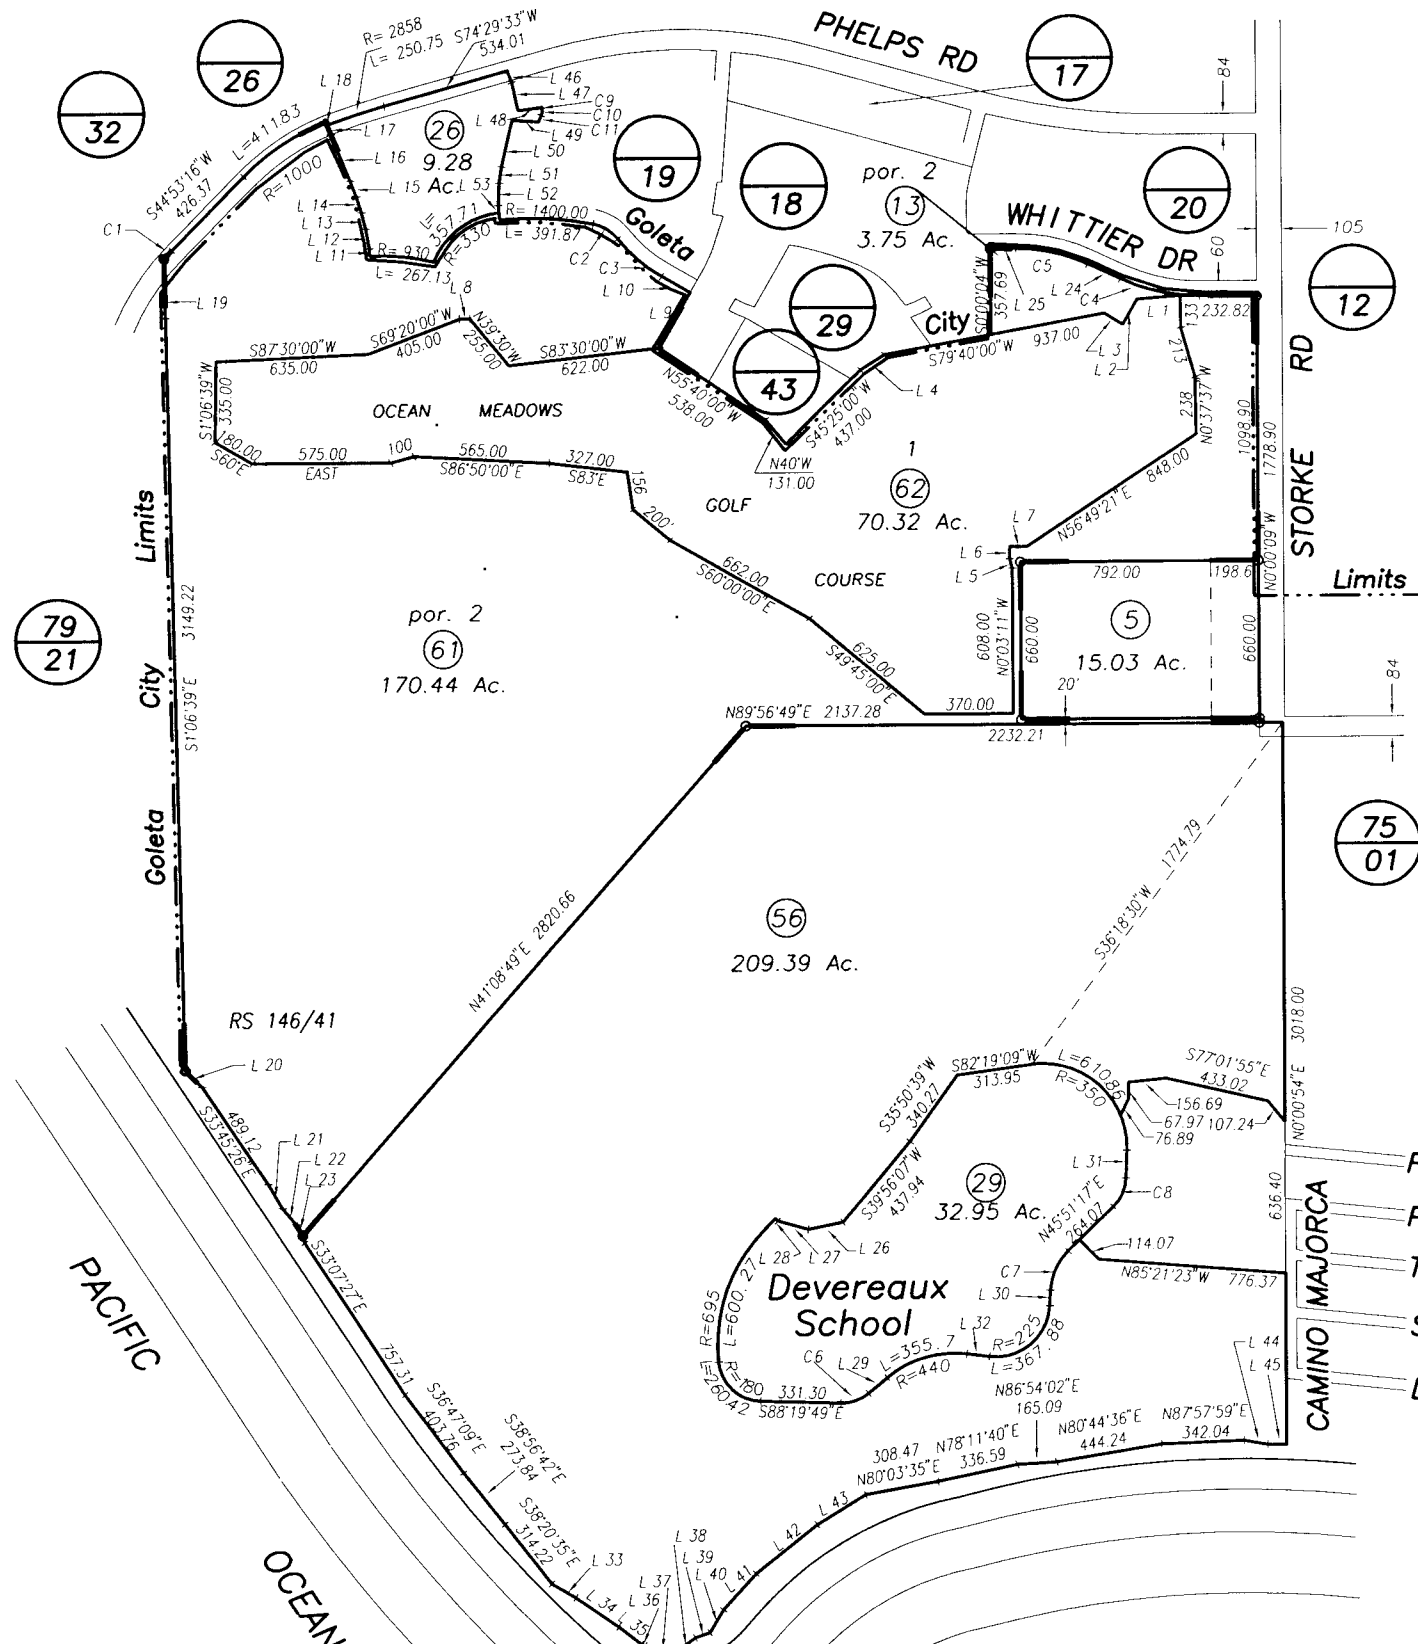 PHELPS RD
R= 2858
L= 250.75
S74°29'33"W
534.01
26
32
17
L 18
L 46
L 47
C9
C10
C11
L 48
L 49
L 50
L 51
L 53
L 52
L 17
L 16
L 15
L 14
L 13
L 12
L 11
26
9.28
Ac.
L=411.83
R=1000
S44°53'16"W
426.37
C1
L=
357.71
R=330
R= 930
L= 267.13
R= 1400.00
L= 391.87
C2
C3
L 10
L 9
Goleta
19
18
por. 2
13
3.75 Ac.
WHITTIER DR
20
84
105
60
12
C5
L 24
C4
L 25
S0°00'04"W
357.69
L 1
133
232.82
213
City
S79°40'00"W
937.00
L 3
L 2
L 4
29
43
L 19
L 8
S87°30'00"W
635.00
S69°20'00"W
405.00
N39°30'W
255.00
S83°30'00"W
622.00
N55°40'00"W
538.00
S45°25'00"W
437.00
N40°W
131.00
S1°06'39"W
335.00
OCEAN MEADOWS
180.00
S60°E
575.00
EAST
100
565.00
S86°50'00"E
327.00
S83°E
156
200'
GOLF
COURSE
662.00
S60°00'00"E
625.00
S49°45'00"E
370.00
1
62
70.32 Ac.
238
N0°37'37"W
848.00
N56°49'21"E
L 7
L 6
L 5
608.00
N0°03'11"W
1098.90
1778.90
N0°00'09"W
STORKE RD
Limits
792.00
198.6
5
15.03 Ac.
660.00
660.00
20'
84
Limits
City
Goleta
3149.22
S1°06'39"E
79
21
por. 2
61
170.44 Ac.
N89°56'49"E 2137.28
2232.21
75
01
N41°08'49"E 2820.66
56
209.39 Ac.
S36°18'30"W 1774.79
RS 146/41
L 20
489.12
S33°45'26"E
L 21
L 22
L 23
3018.00
N0°00'54"E
S82°19'09"W
313.95
L=610.86
R=350
S77°01'55"E
433.02
156.69
67.97
107.24
76.89
S35°50'39"W
340.27
S39°56'07"W
437.94
L 31
C8
29
32.95 Ac.
N45°51'17"E
264.07
114.07
N85°21'23"W
776.37
636.40
CAMINO MAJORCA
L 28
L 27
L 26
C7
L 30
Devereaux
School
R=695
L=600.27
R=180
L=260.42
331.30
S88°19'49"E
C6
L 29
L=355.7
R=440
L 32
R=225
L=367.88
L 44
L 45
PACIFIC
OCEAN
S33°07'27"E
757.31
S36°47'09"E
403.76
S38°56'42"E
273.84
S38°20'35"E
314.22
L 33
L 34
L 35
L 36
L 37
L 38
L 39
L 40
L 41
L 42
L 43
308.47
N80°03'35"E
N78°11'40"E
336.59
N86°54'02"E
165.09
N80°44'36"E
444.24
N87°57'59"E
342.04